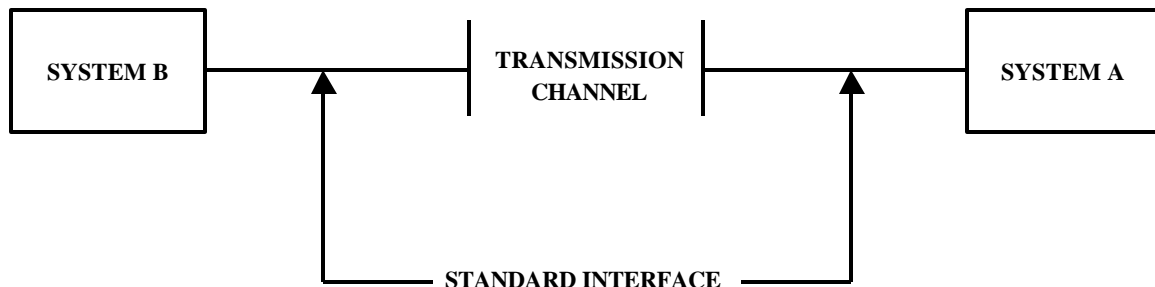 SYSTEM B
TRANSMISSION
CHANNEL
SYSTEM A
STANDARD INTERFACE